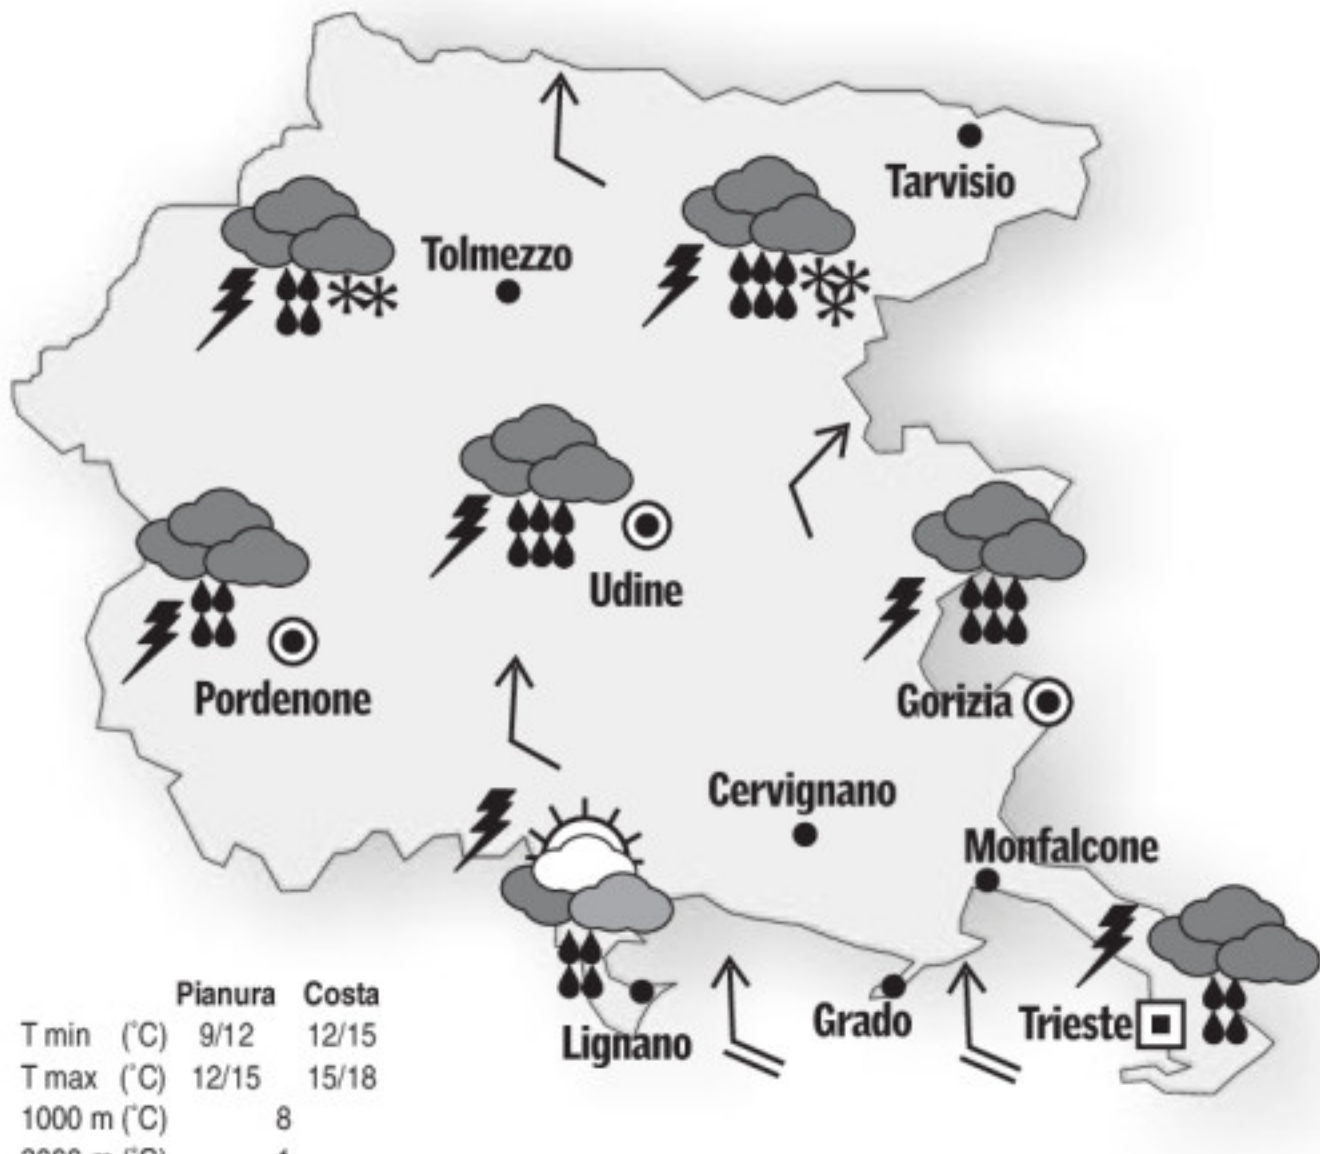 Tarvisio
Tolmezzo
Udine
Pordenone
Gorizia
Cervignano
Monfalcone
Grado
Trieste
Lignano
Pianura Costa
T min (°C) 9/12 12/15
T max (°C) 12/15 15/18
1000 m (°C) 8